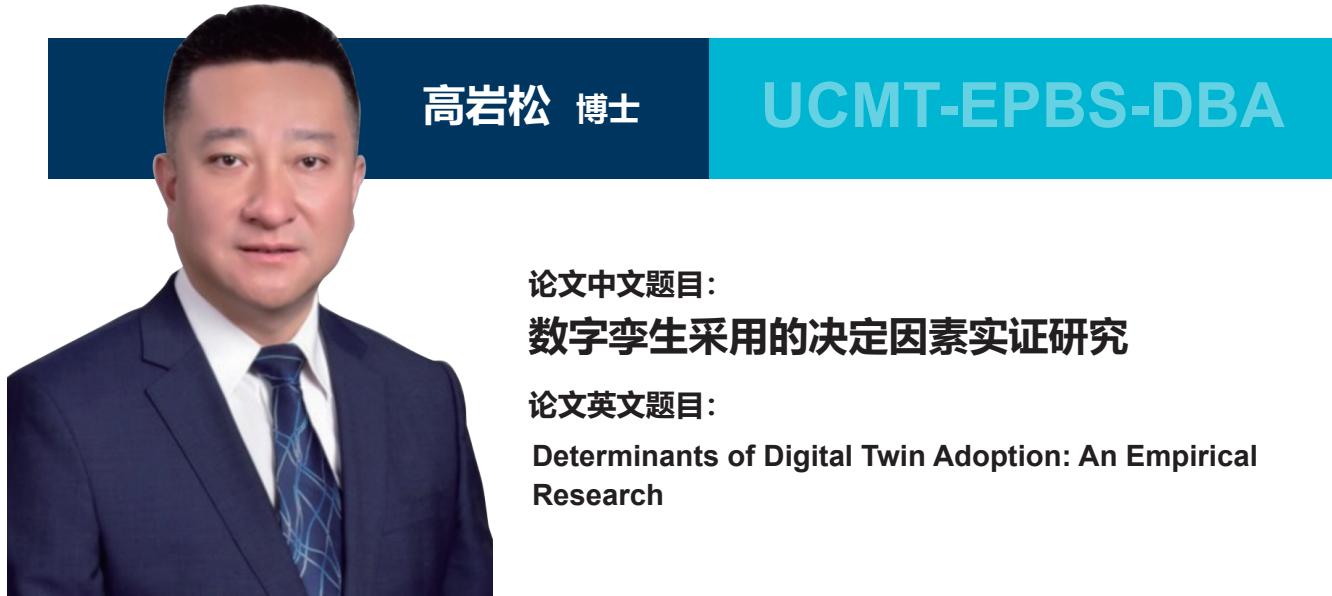 高岩松 博士
UCMT-EPBS-DBA
论文中文题目：
数字孪生采用的决定因素实证研究
论文英文题目：
Determinants of Digital Twin Adoption: An Empirical
Research